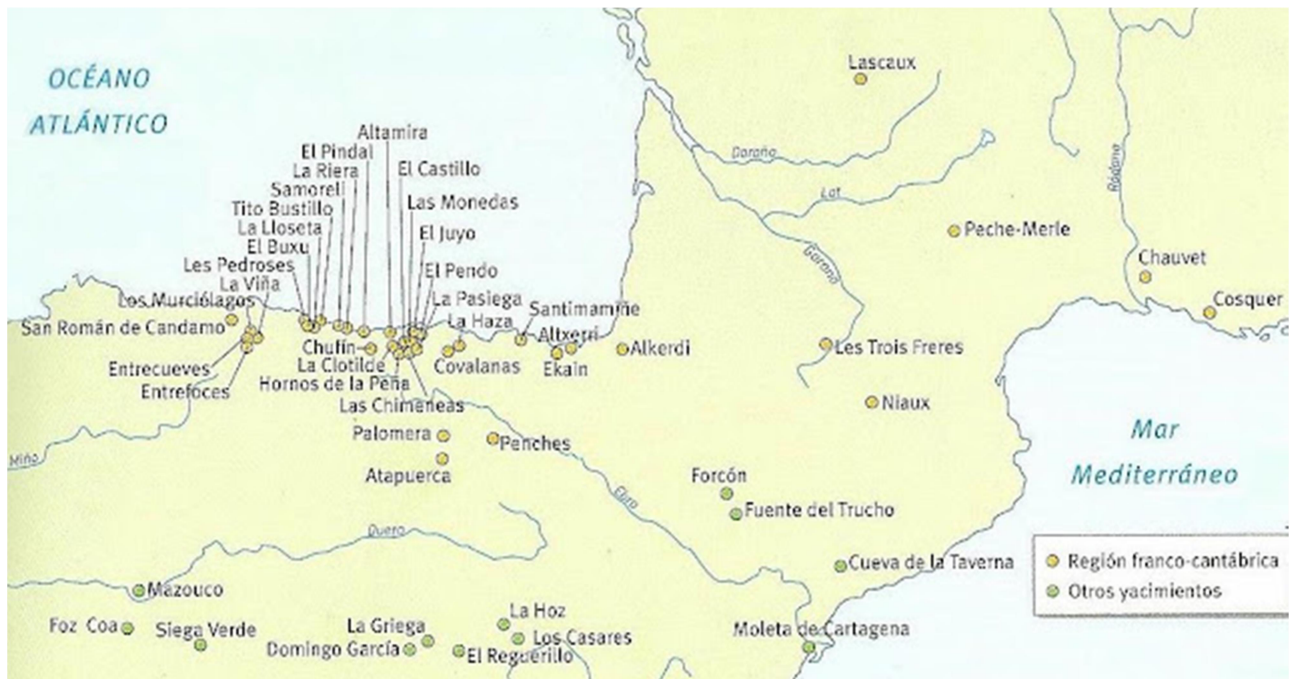 OCÉANO
ATLÁNTICO
Lascaux
Altamira
El Pindal
El Castillo
La Riera
Samoreli
Las Monedas
Tito Bustillo
La Lloseta
El Juyo
El Buxu
Les Pedroses
El Pendo
La Viña
Los Murciélagos
La Pasiega
Santimamiñe
San Román de Candamo
La Haza
Altxerri
Chufín
Alkerdi
La Clotilde
Covalanas
Ekain
Entrecueves
Hornos de la Peña
Entrefoces
Las Chimeneas
Doroña
Lot
Ródano
Garona
Peche-Merle
Chauvet
Cosquer
Les Trois Freres
Niaux
Mar
Mediterráneo
Miño
Palomera
Penches
Atapuerca
Ebro
Forcón
Fuente del Trucho
Duero
Cueva de la Taverna
Región franco-cantábrica
Otros yacimientos
Mazouco
Foz Coa
Siega Verde
La Griega
La Hoz
Los Casares
Domingo García
El Reguerillo
Moleta de Cartagena